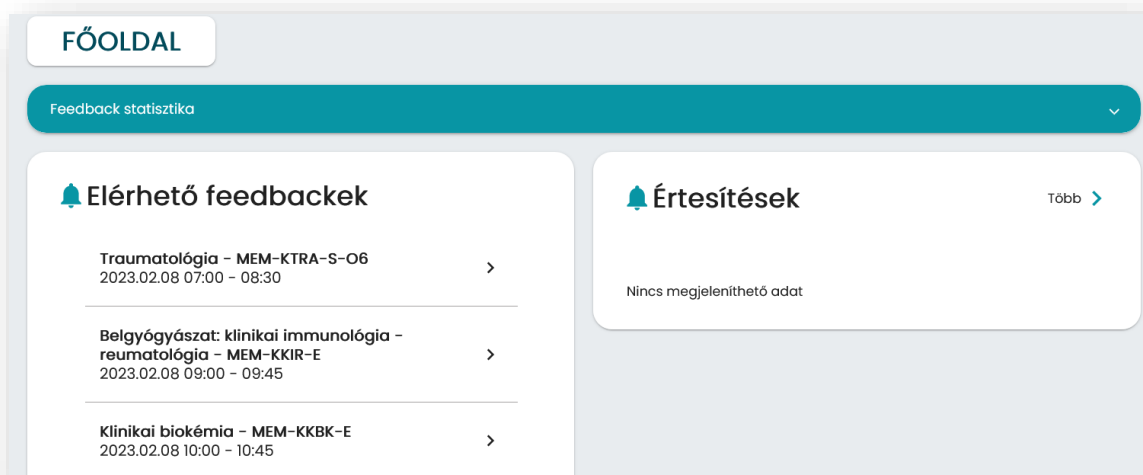 FŐOLDAL
Feedback statisztika
Elérhető feedbackek
Traumatológia - MEM-KTRA-S-O6
2023.02.08 07:00 - 08:30
Belgyógyászat: klinikai immunológia -
reumatológia - MEM-KKIR-E
2023.02.08 09:00 - 09:45
Klinikai biokémia - MEM-KKBK-E
2023.02.08 10:00 - 10:45
Értesítések
Több
Nincs megjeleníthető adat